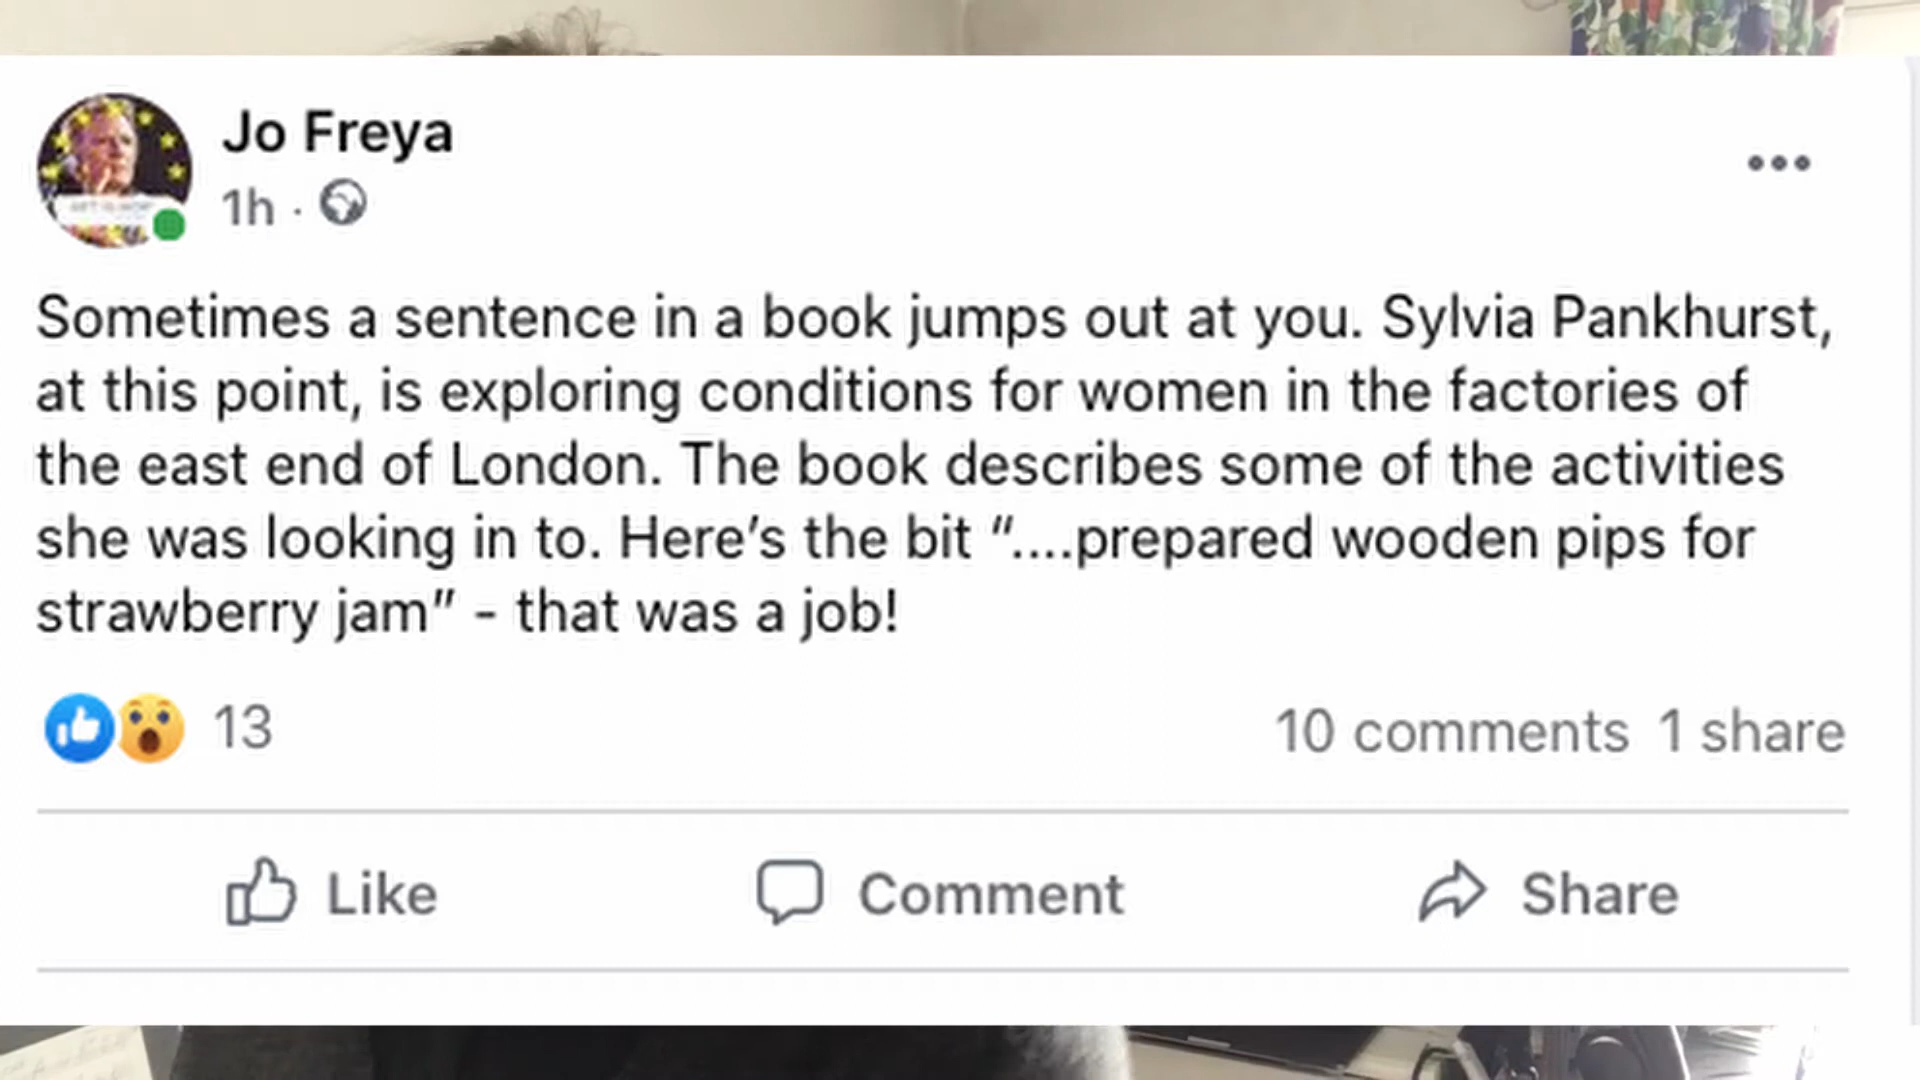 Jo Freya
1h ·
Sometimes a sentence in a book jumps out at you. Sylvia Pankhurst,
at this point, is exploring conditions for women in the factories of
the east end of London. The book describes some of the activities
she was looking in to. Here’s the bit “....prepared wooden pips for
strawberry jam” - that was a job!
13
10 comments 1 share
Like
Comment
Share